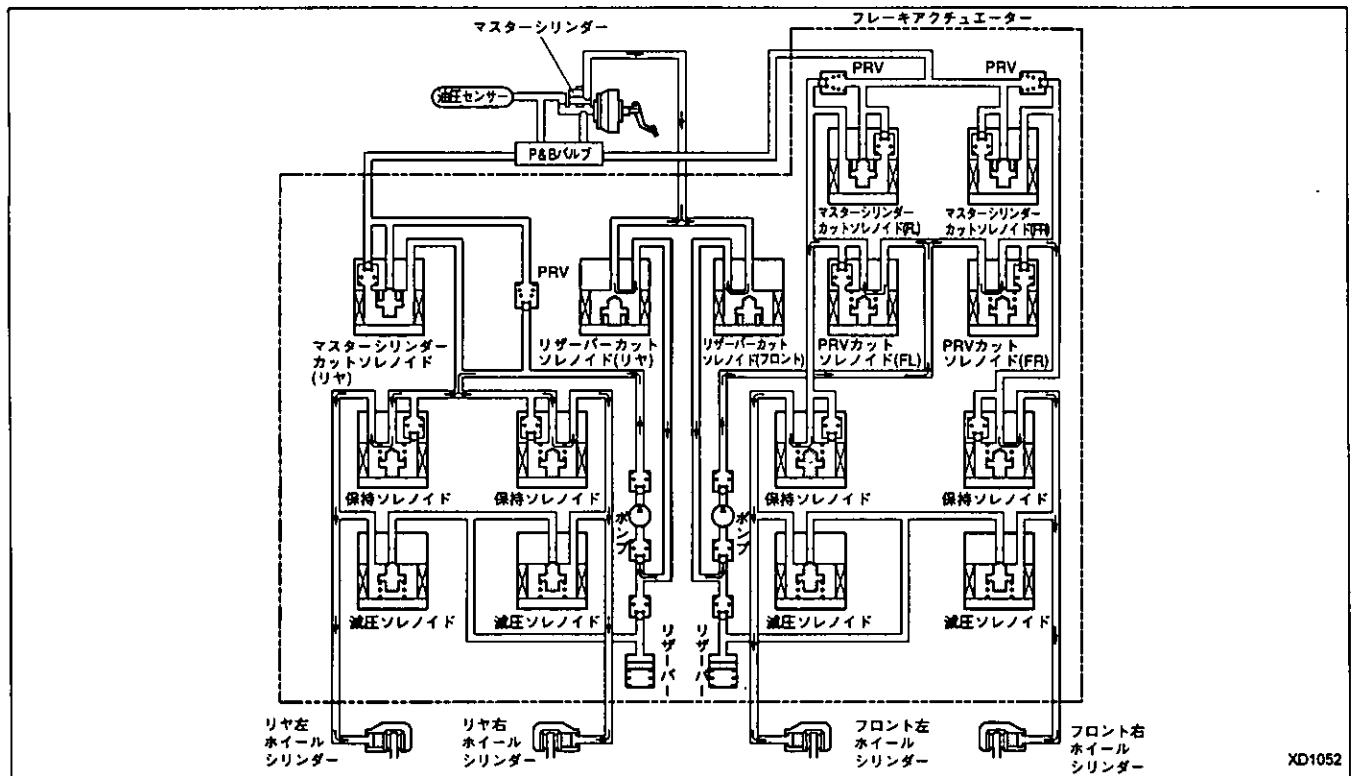 フレーキアクチュエーター
マスターシリンダー
油圧センサー
P&Bバルブ
PRV
PRV
マスターシリンダー
カットソレノイド(FL)
マスターシリンダー
カットソレノイド(FR)
PRV
マスターシリンダー
カットソレノイド
(リヤ)
リザーバーカット
ソレノイド(リヤ)
リザーバーカット
ソレノイド(フロント)
PRVカット
ソレノイド(FL)
PRVカット
ソレノイド(FR)
保持ソレノイド
保持ソレノイド
ポンプ
ポンプ
保持ソレノイド
保持ソレノイド
減圧ソレノイド
減圧ソレノイド
リザーバー
リザーバー
減圧ソレノイド
減圧ソレノイド
リヤ左
ホイール
シリンダー
リヤ右
ホイール
シリンダー
フロント左
ホイール
シリンダー
フロント右
ホイール
シリンダー
XD1052